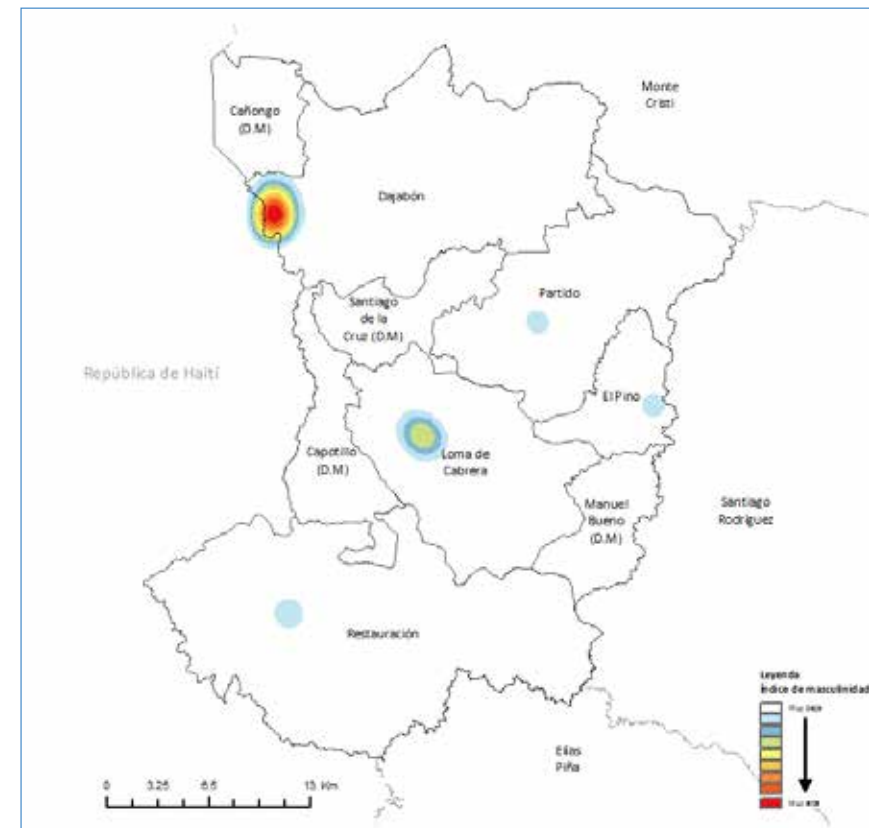 Monte
Cristi
Cañongo
(D.M)
Dajabón
Partido
Santiago
de la
Cruz (D.M)
República de Haití
El Pino
Capotillo
(D.M)
Loma de
Cabrera
Manuel
Bueno
(D.M)
Santiago
Rodríguez
Restauración
Elías
Piña
Leyenda
Índice de masculinidad
0 3.25 6.5 13 Km